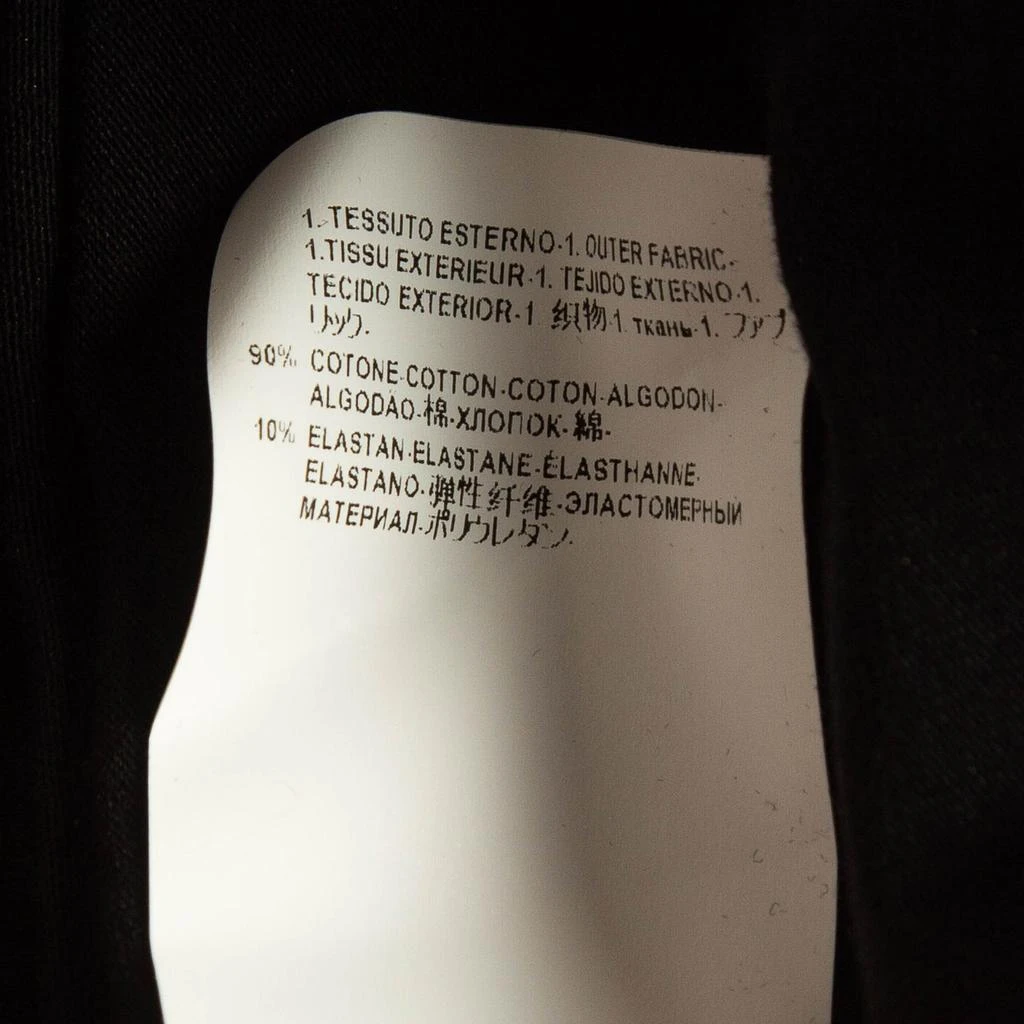 1. TESSUTO ESTERNO-1. OUTER FABRIC-
1.TISSU EXTERIEUR-1. TEJIDO EXTERNO-1.
TECIDO EXTERIOR-1 织物-1. ткань-1. ファブ
リック.
90% COTONE-COTTON-COTON-ALGODON-
ALGODÃO-棉-ХЛОПОК-綿-
10% ELASTAN-ELASTANE-ÉLASTHANNE-
ELASTANO-弹性纤维-ЭЛАСТОМЕРНЫЙ
МАТЕРИАЛ-ポリウレタン.